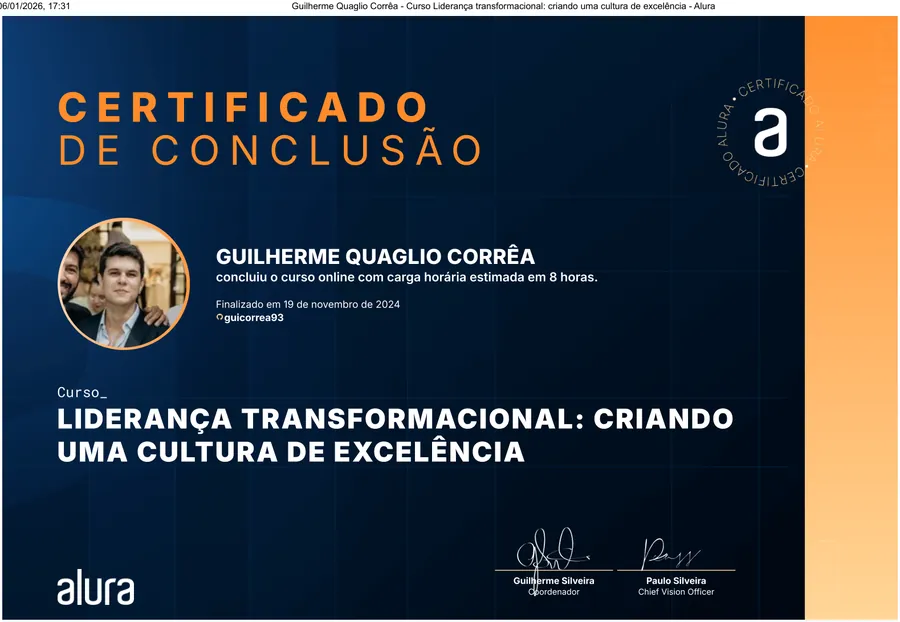 06/01/2026, 17:31
Guilherme Quaglio Corrêa - Curso Liderança transformacional: criando uma cultura de excelência - Alura
CERTIFICADO
DE CONCLUSÃO
CERTIFICADO ALURA • CERTIFICADO ALURA •
a
GUILHERME QUAGLIO CORRÊA
concluiu o curso online com carga horária estimada em 8 horas.
Finalizado em 19 de novembro de 2024
guicorrea93
Curso_
LIDERANÇA TRANSFORMACIONAL: CRIANDO
UMA CULTURA DE EXCELÊNCIA
alura
Guilherme Silveira
Coordenador
Paulo Silveira
Chief Vision Officer